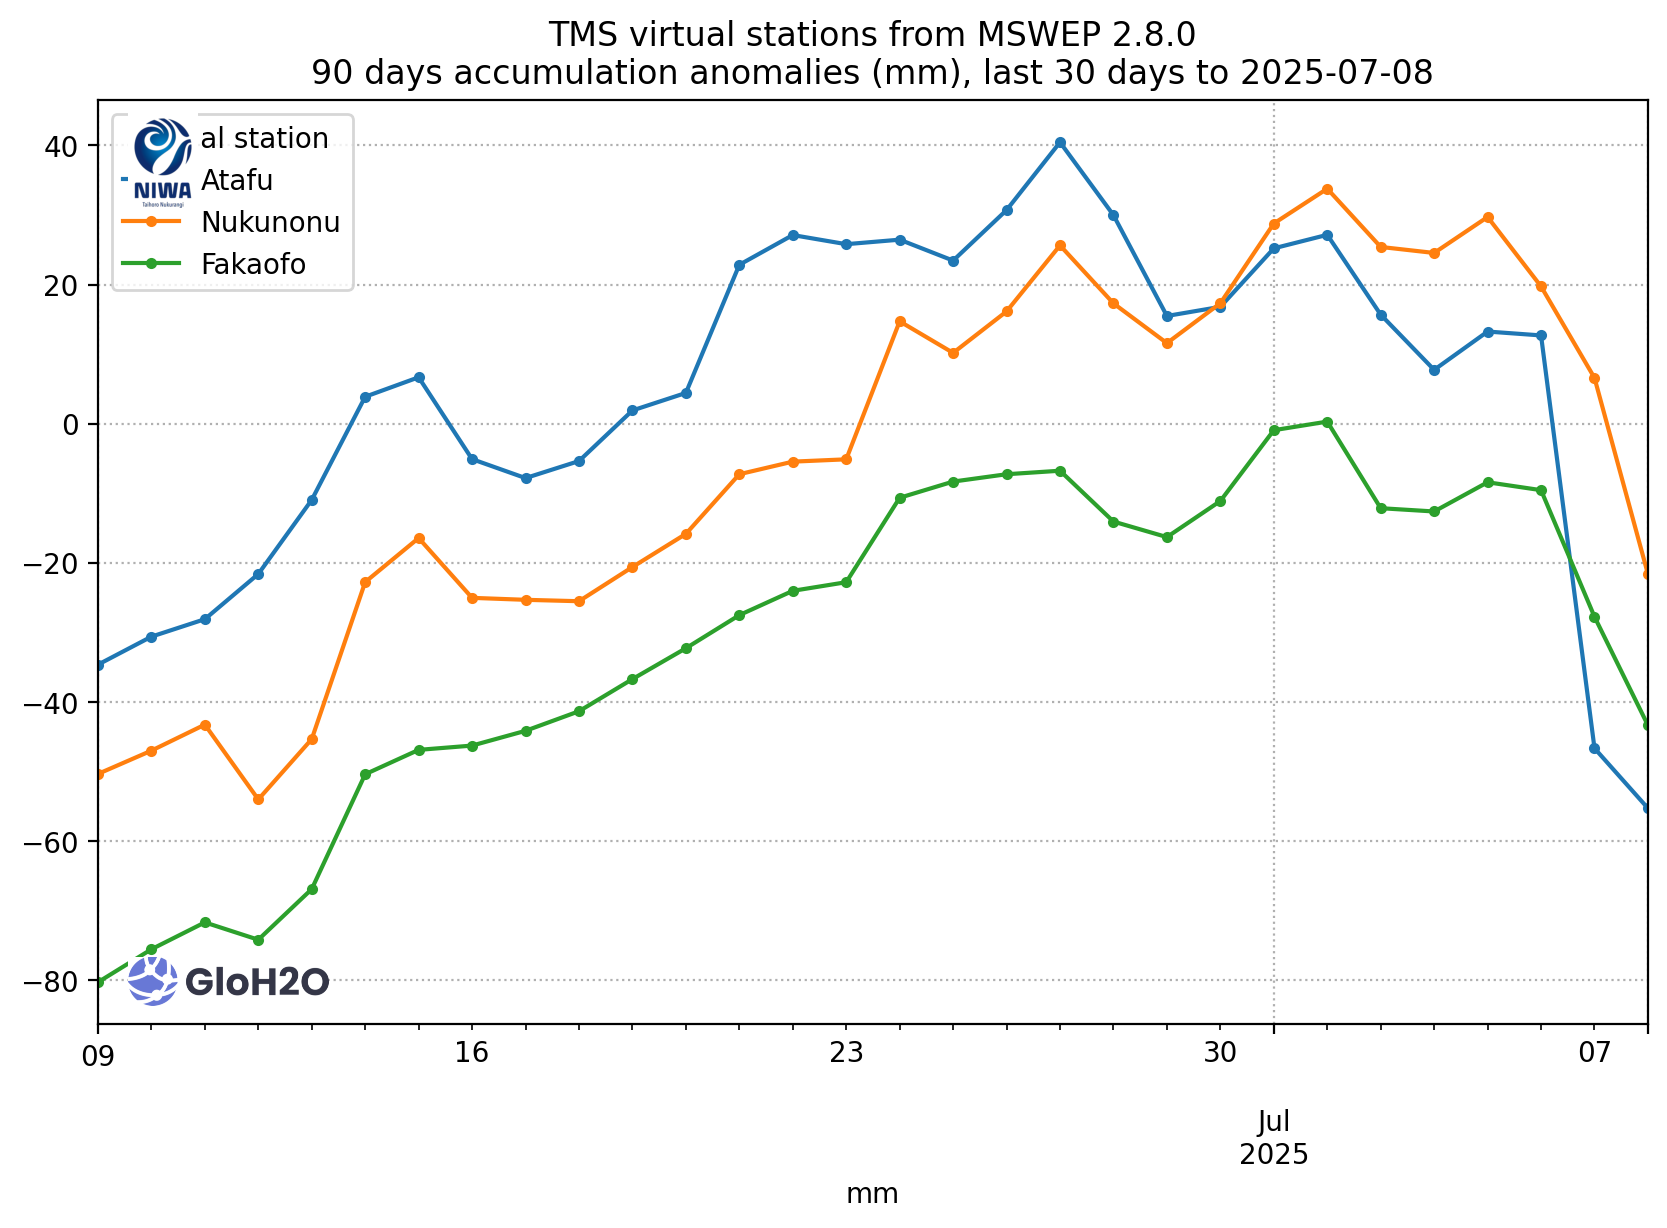 TMS virtual stations from MSWEP 2.8.0
90 days accumulation anomalies (mm), last 30 days to 2025-07-08
al station
Atafu
Nukunonu
Fakaofo
NIWA
Taihoro Nukurangi
40
20
0
−20
−40
−60
−80
GloH2O
09
16
23
30
07
Jul
2025
mm